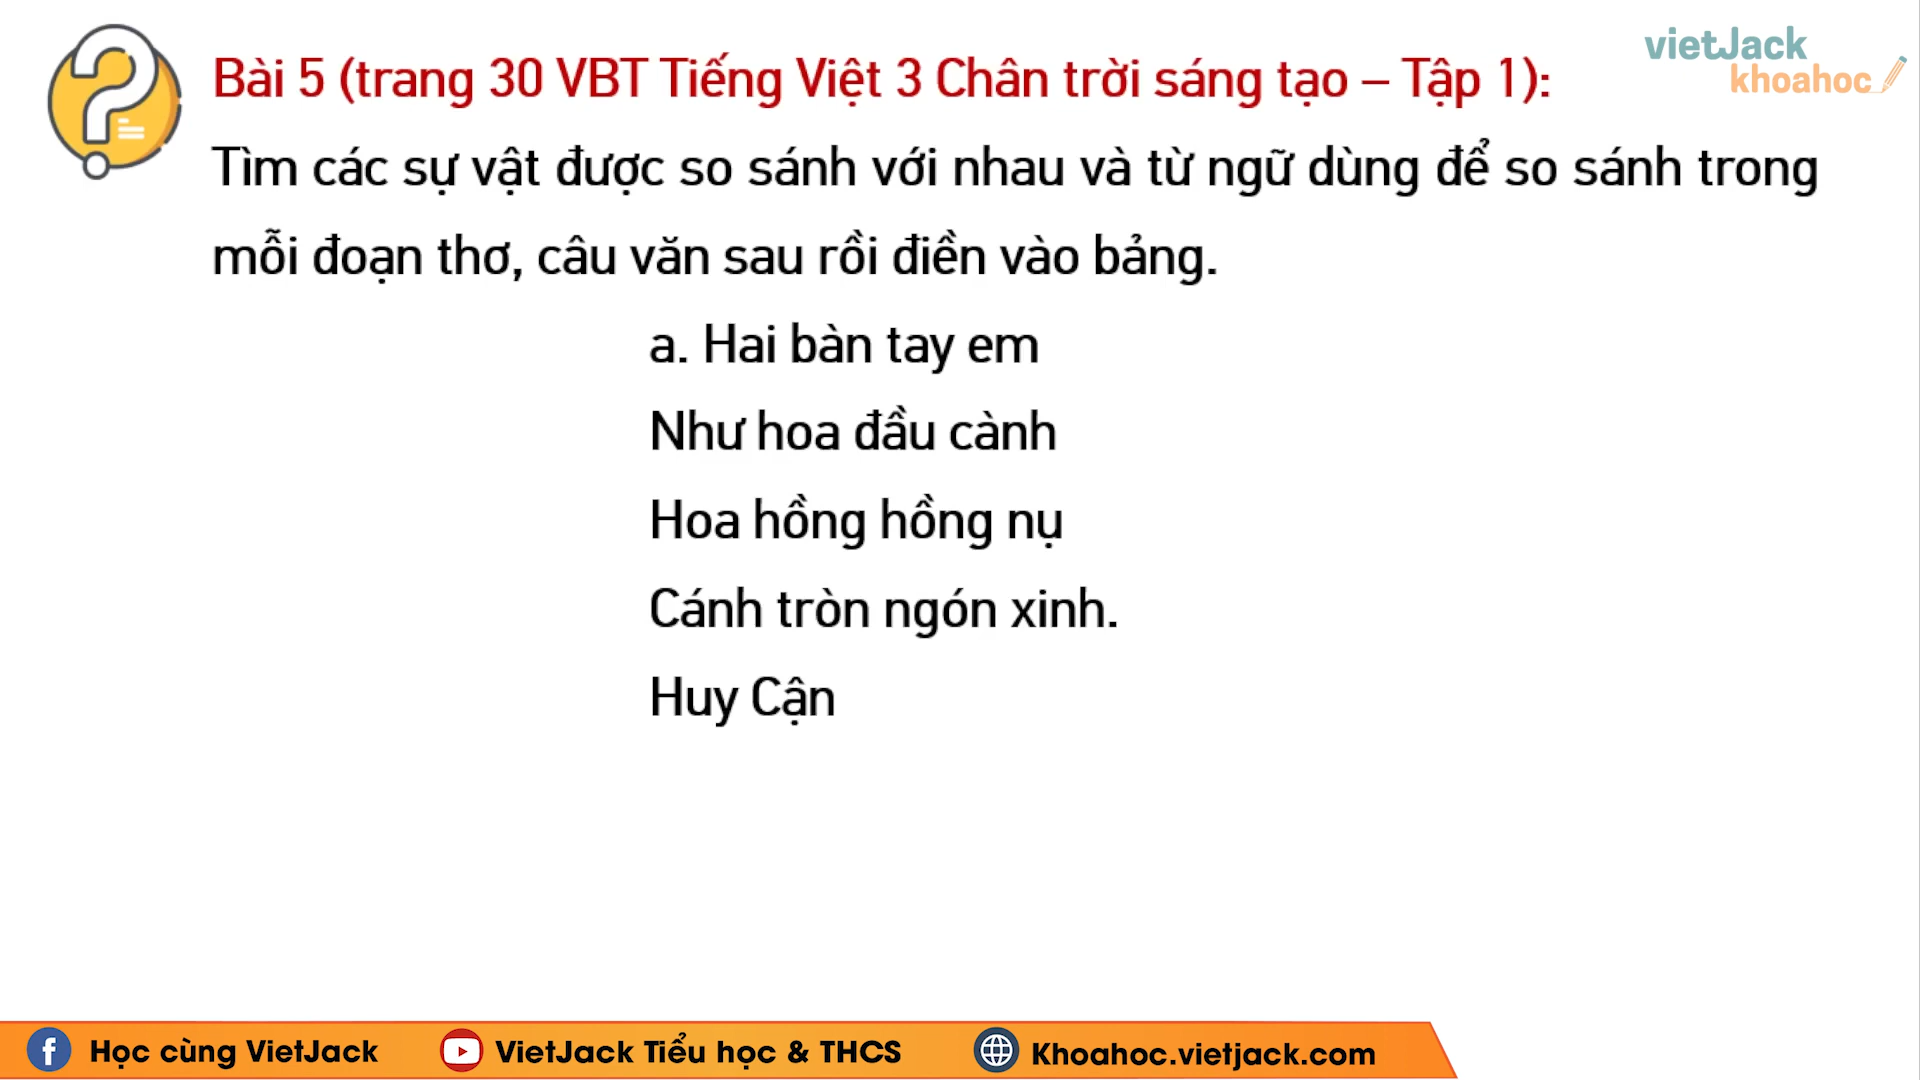 vietJack
khoahoc
Bài 5 (trang 30 VBT Tiếng Việt 3 Chân trời sáng tạo – Tập 1):
Tìm các sự vật được so sánh với nhau và từ ngữ dùng để so sánh trong
mỗi đoạn thơ, câu văn sau rồi điền vào bảng.
a. Hai bàn tay em
Như hoa đầu cành
Hoa hồng hồng nụ
Cánh tròn ngón xinh.
Huy Cận
Học cùng VietJack
VietJack Tiểu học & THCS
Khoahoc.vietjack.com